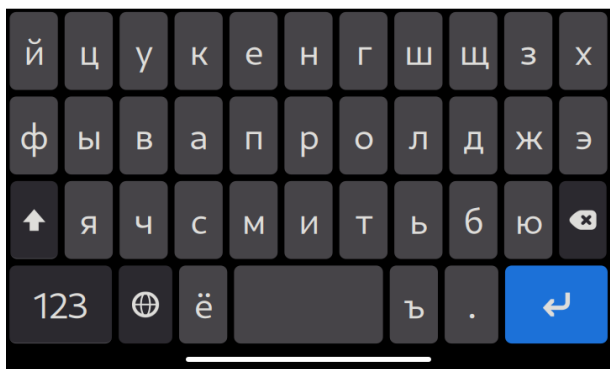 й ц у к е н г ш щ з х
ф ы в а п р о л д ж э
я ч с м и т ь б ю
123 ё ъ .